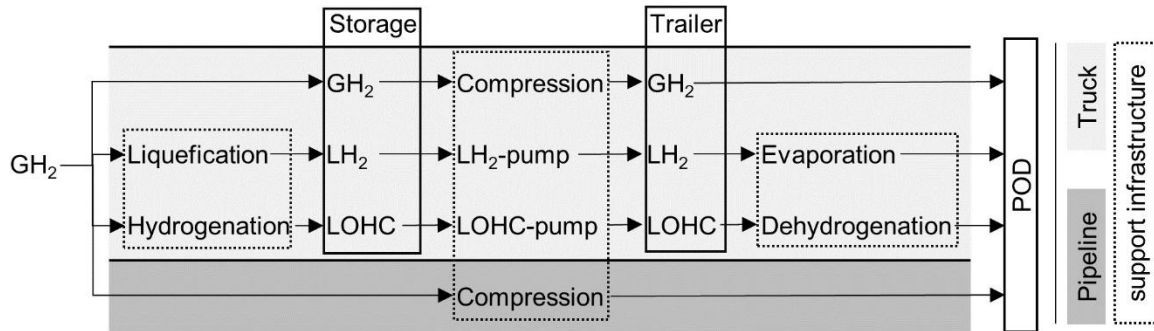 Storage Trailer
GH₂ Compression GH₂
Liquefication LH₂ LH₂-pump LH₂ Evaporation
GH₂
Hydrogenation LOHC LOHC-pump LOHC Dehydrogenation
Compression
POD
Truck
Pipeline
support infrastructure